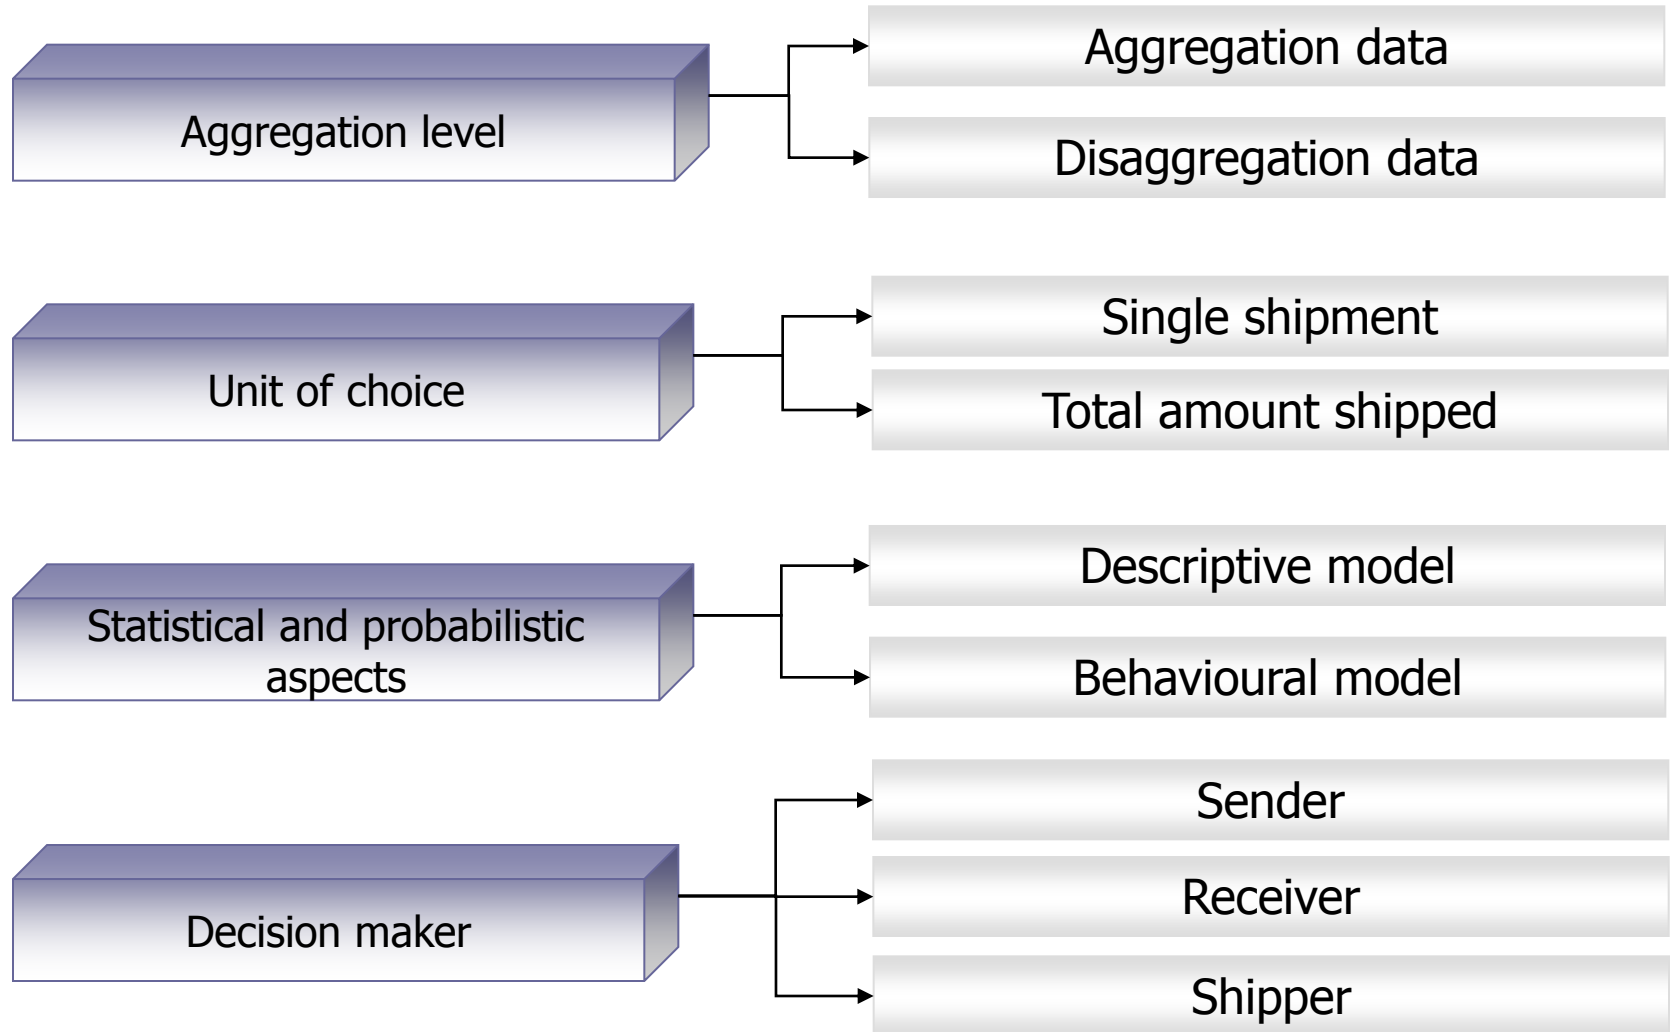 Aggregation level
Aggregation data
Disaggregation data
Unit of choice
Single shipment
Total amount shipped
Statistical and probabilistic
aspects
Descriptive model
Behavioural model
Decision maker
Sender
Receiver
Shipper